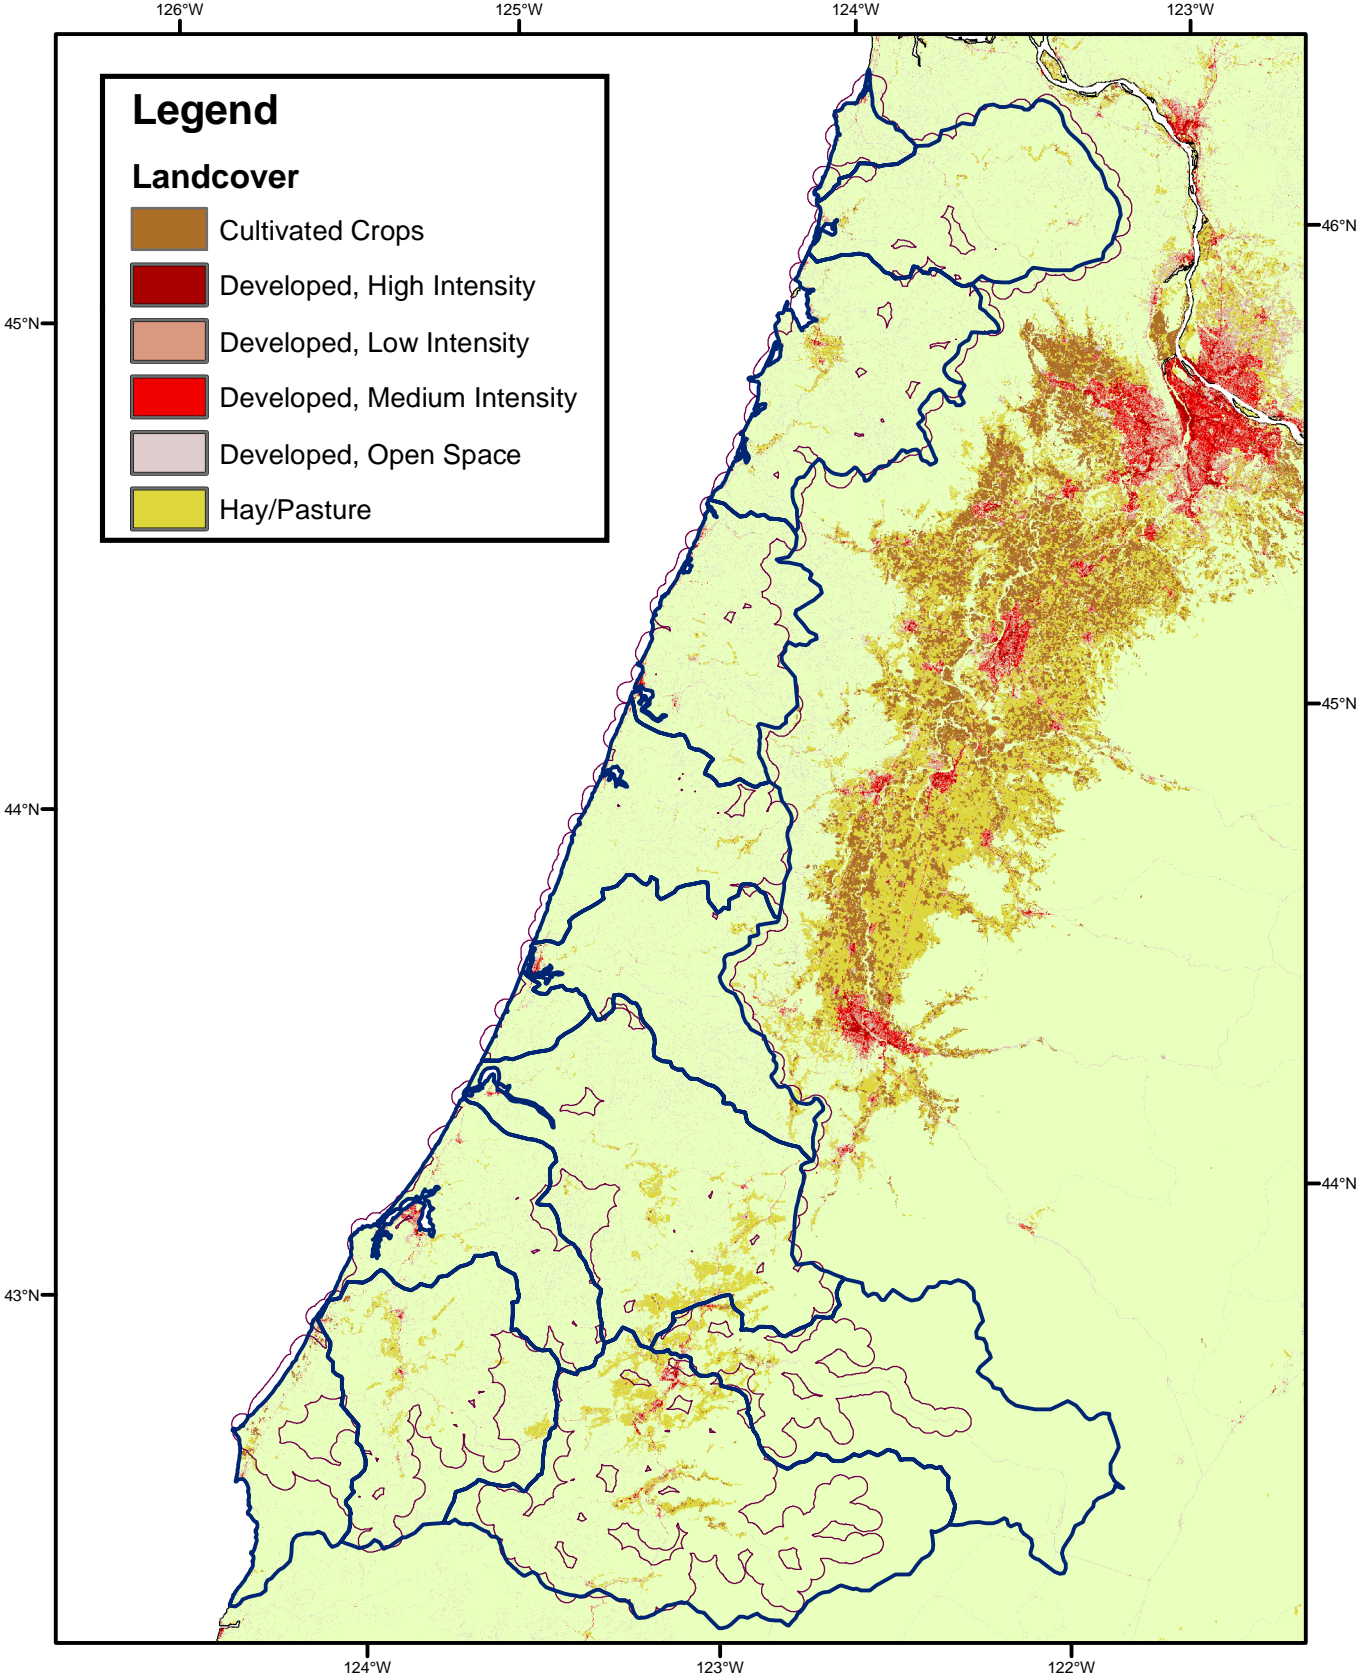 126°W 125°W 124°W 123°W
Legend
Landcover
Cultivated Crops
Developed, High Intensity
Developed, Low Intensity
Developed, Medium Intensity
Developed, Open Space
Hay/Pasture
46°N
45°N
45°N
44°N
44°N
43°N
124°W 123°W 122°W